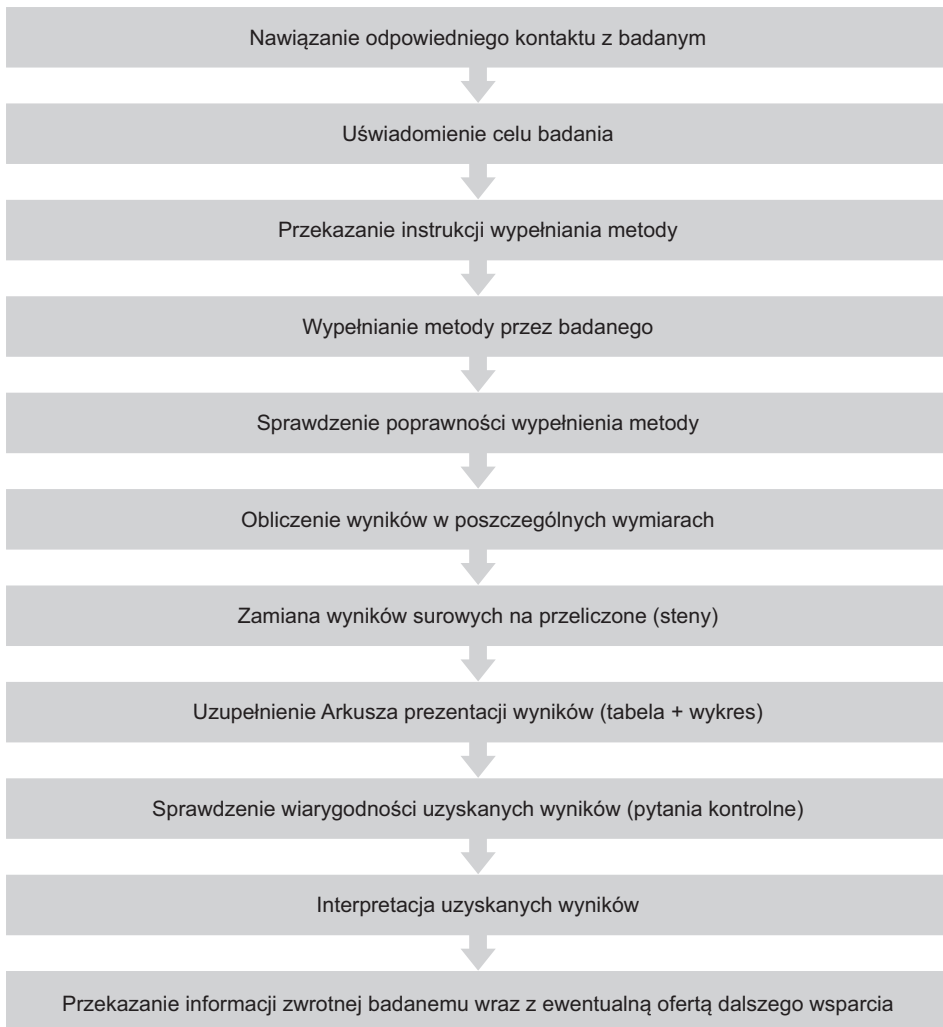 Nawiązanie odpowiedniego kontaktu z badanym
Uświadomienie celu badania
Przekazanie instrukcji wypełniania metody
Wypełnianie metody przez badanego
Sprawdzenie poprawności wypełnienia metody
Obliczenie wyników w poszczególnych wymiarach
Zamiana wyników surowych na przeliczone (steny)
Uzupełnienie Arkusza prezentacji wyników (tabela + wykres)
Sprawdzenie wiarygodności uzyskanych wyników (pytania kontrolne)
Interpretacja uzyskanych wyników
Przekazanie informacji zwrotnej badanemu wraz z ewentualną ofertą dalszego wsparcia